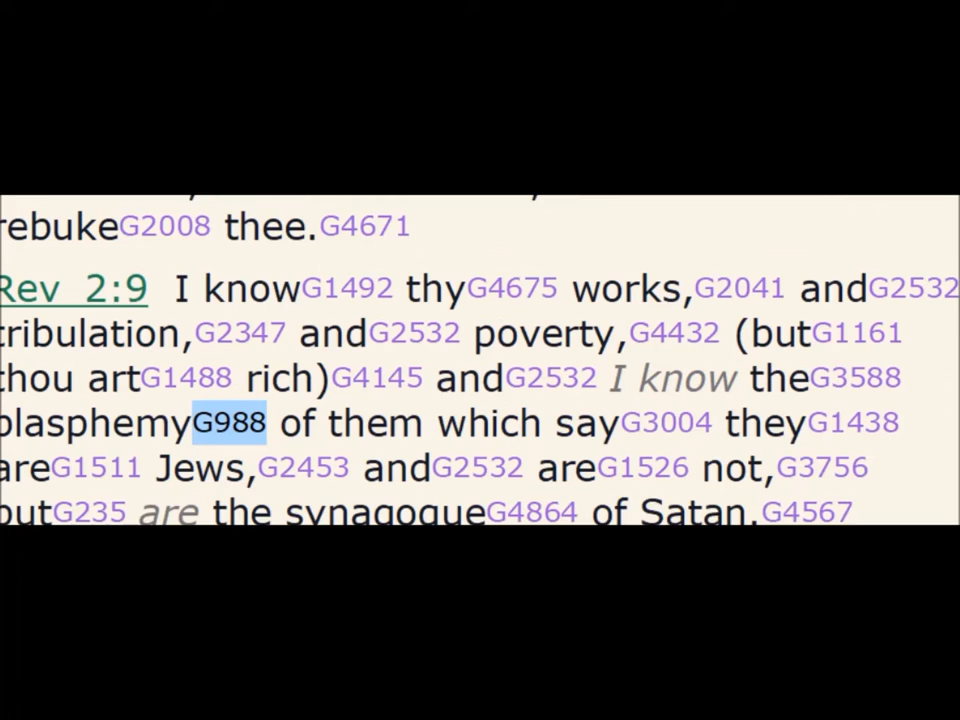 rebukeG2008 thee.G4671
Rev 2:9 I knowG1492 thyG4675 works,G2041 andG2532
tribulation,G2347 andG2532 poverty,G4432 (butG1161
thou artG1488 rich)G4145 andG2532 I know theG3588
blasphemyG988 of them which sayG3004 theyG1438
areG1511 Jews,G2453 andG2532 areG1526 not,G3756
butG235 are the synagogueG4864 of Satan.G4567